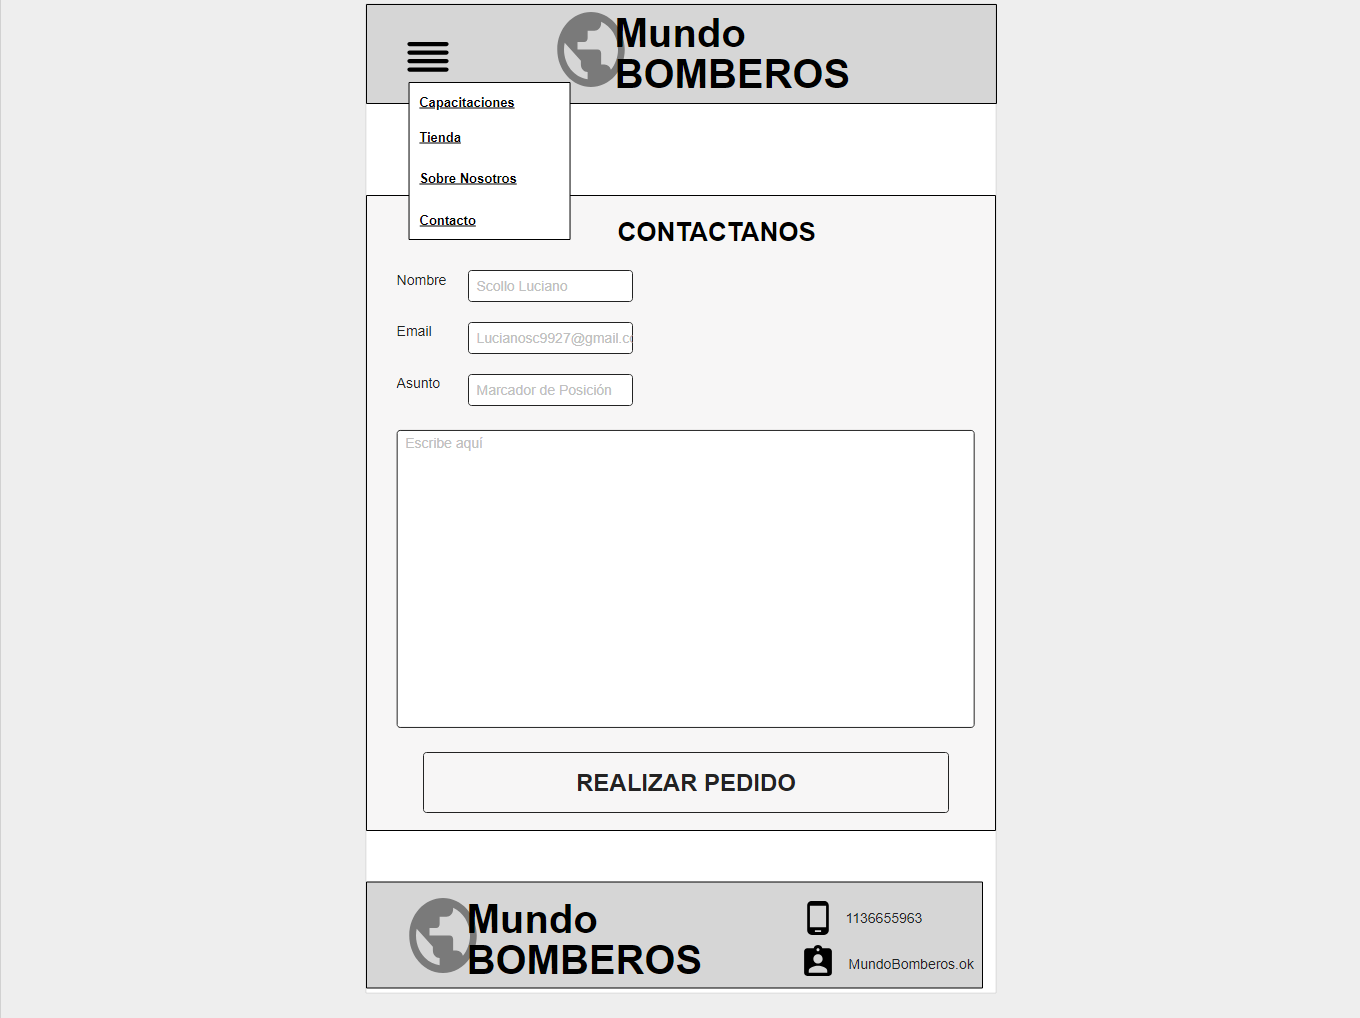 Mundo
BOMBEROS
Capacitaciones
Tienda
Sobre Nosotros
Contacto
CONTACTANOS
Nombre
Scollo Luciano
Email
Lucianosc9927@gmail.co
Asunto
Marcador de Posición
Escribe aquí
REALIZAR PEDIDO
Mundo
BOMBEROS
1136655963
MundoBomberos.ok